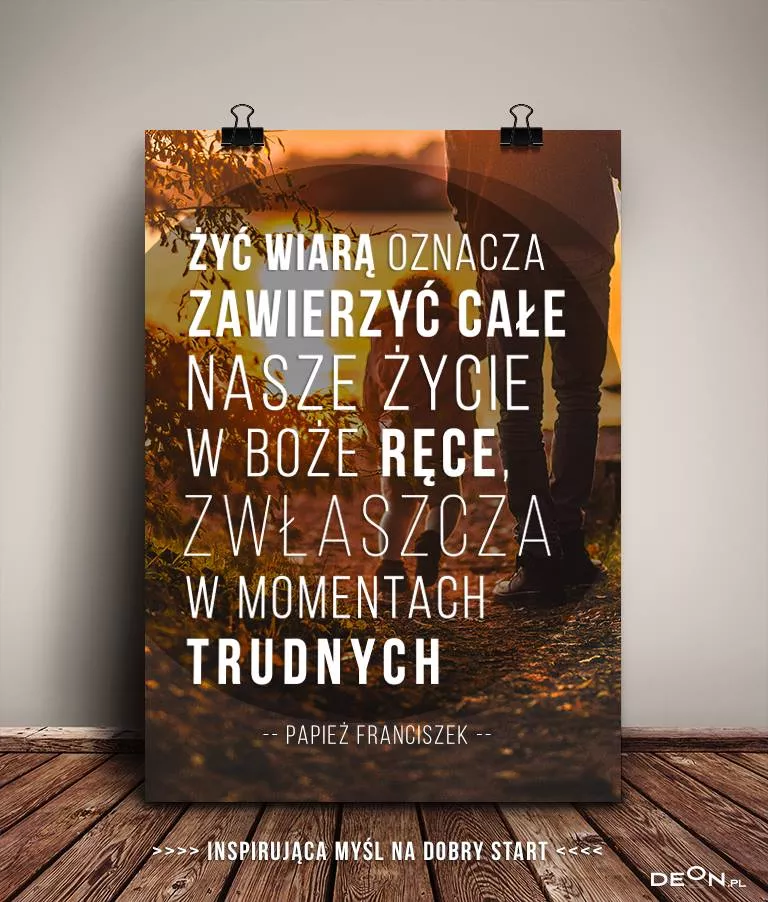 ŻYĆ WIARĄ OZNACZA
ZAWIERZYĆ CAŁE
NASZE ŻYCIE
W BOŻE RĘCE,
ZWŁASZCZA
W MOMENTACH
TRUDNYCH
-- PAPIEŻ FRANCISZEK --
>>>> INSPIRUJĄCA MYŚL NA DOBRY START <<<<
DEON.PL